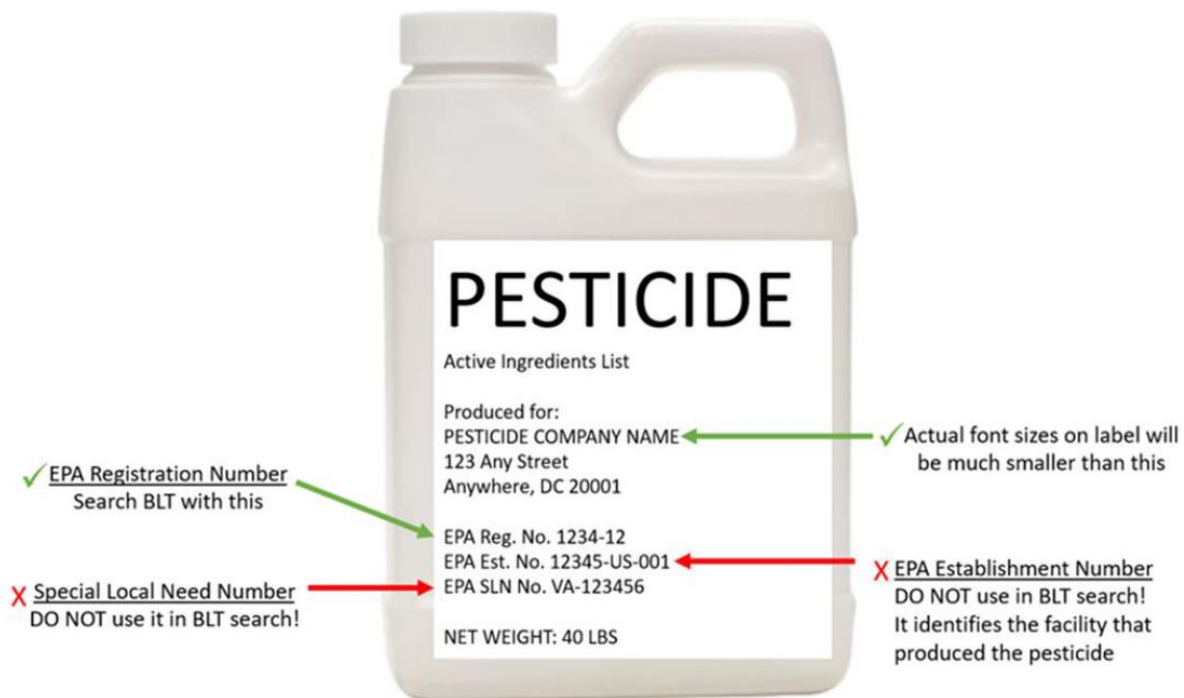 PESTICIDE
Active Ingredients List
Produced for:
PESTICIDE COMPANY NAME
123 Any Street
Anywhere, DC 20001
EPA Reg. No. 1234-12
EPA Est. No. 12345-US-001
EPA SLN No. VA-123456
NET WEIGHT: 40 LBS
✓ EPA Registration Number
Search BLT with this
X Special Local Need Number
DO NOT use it in BLT search!
✓ Actual font sizes on label will
be much smaller than this
X EPA Establishment Number
DO NOT use in BLT search!
It identifies the facility that
produced the pesticide